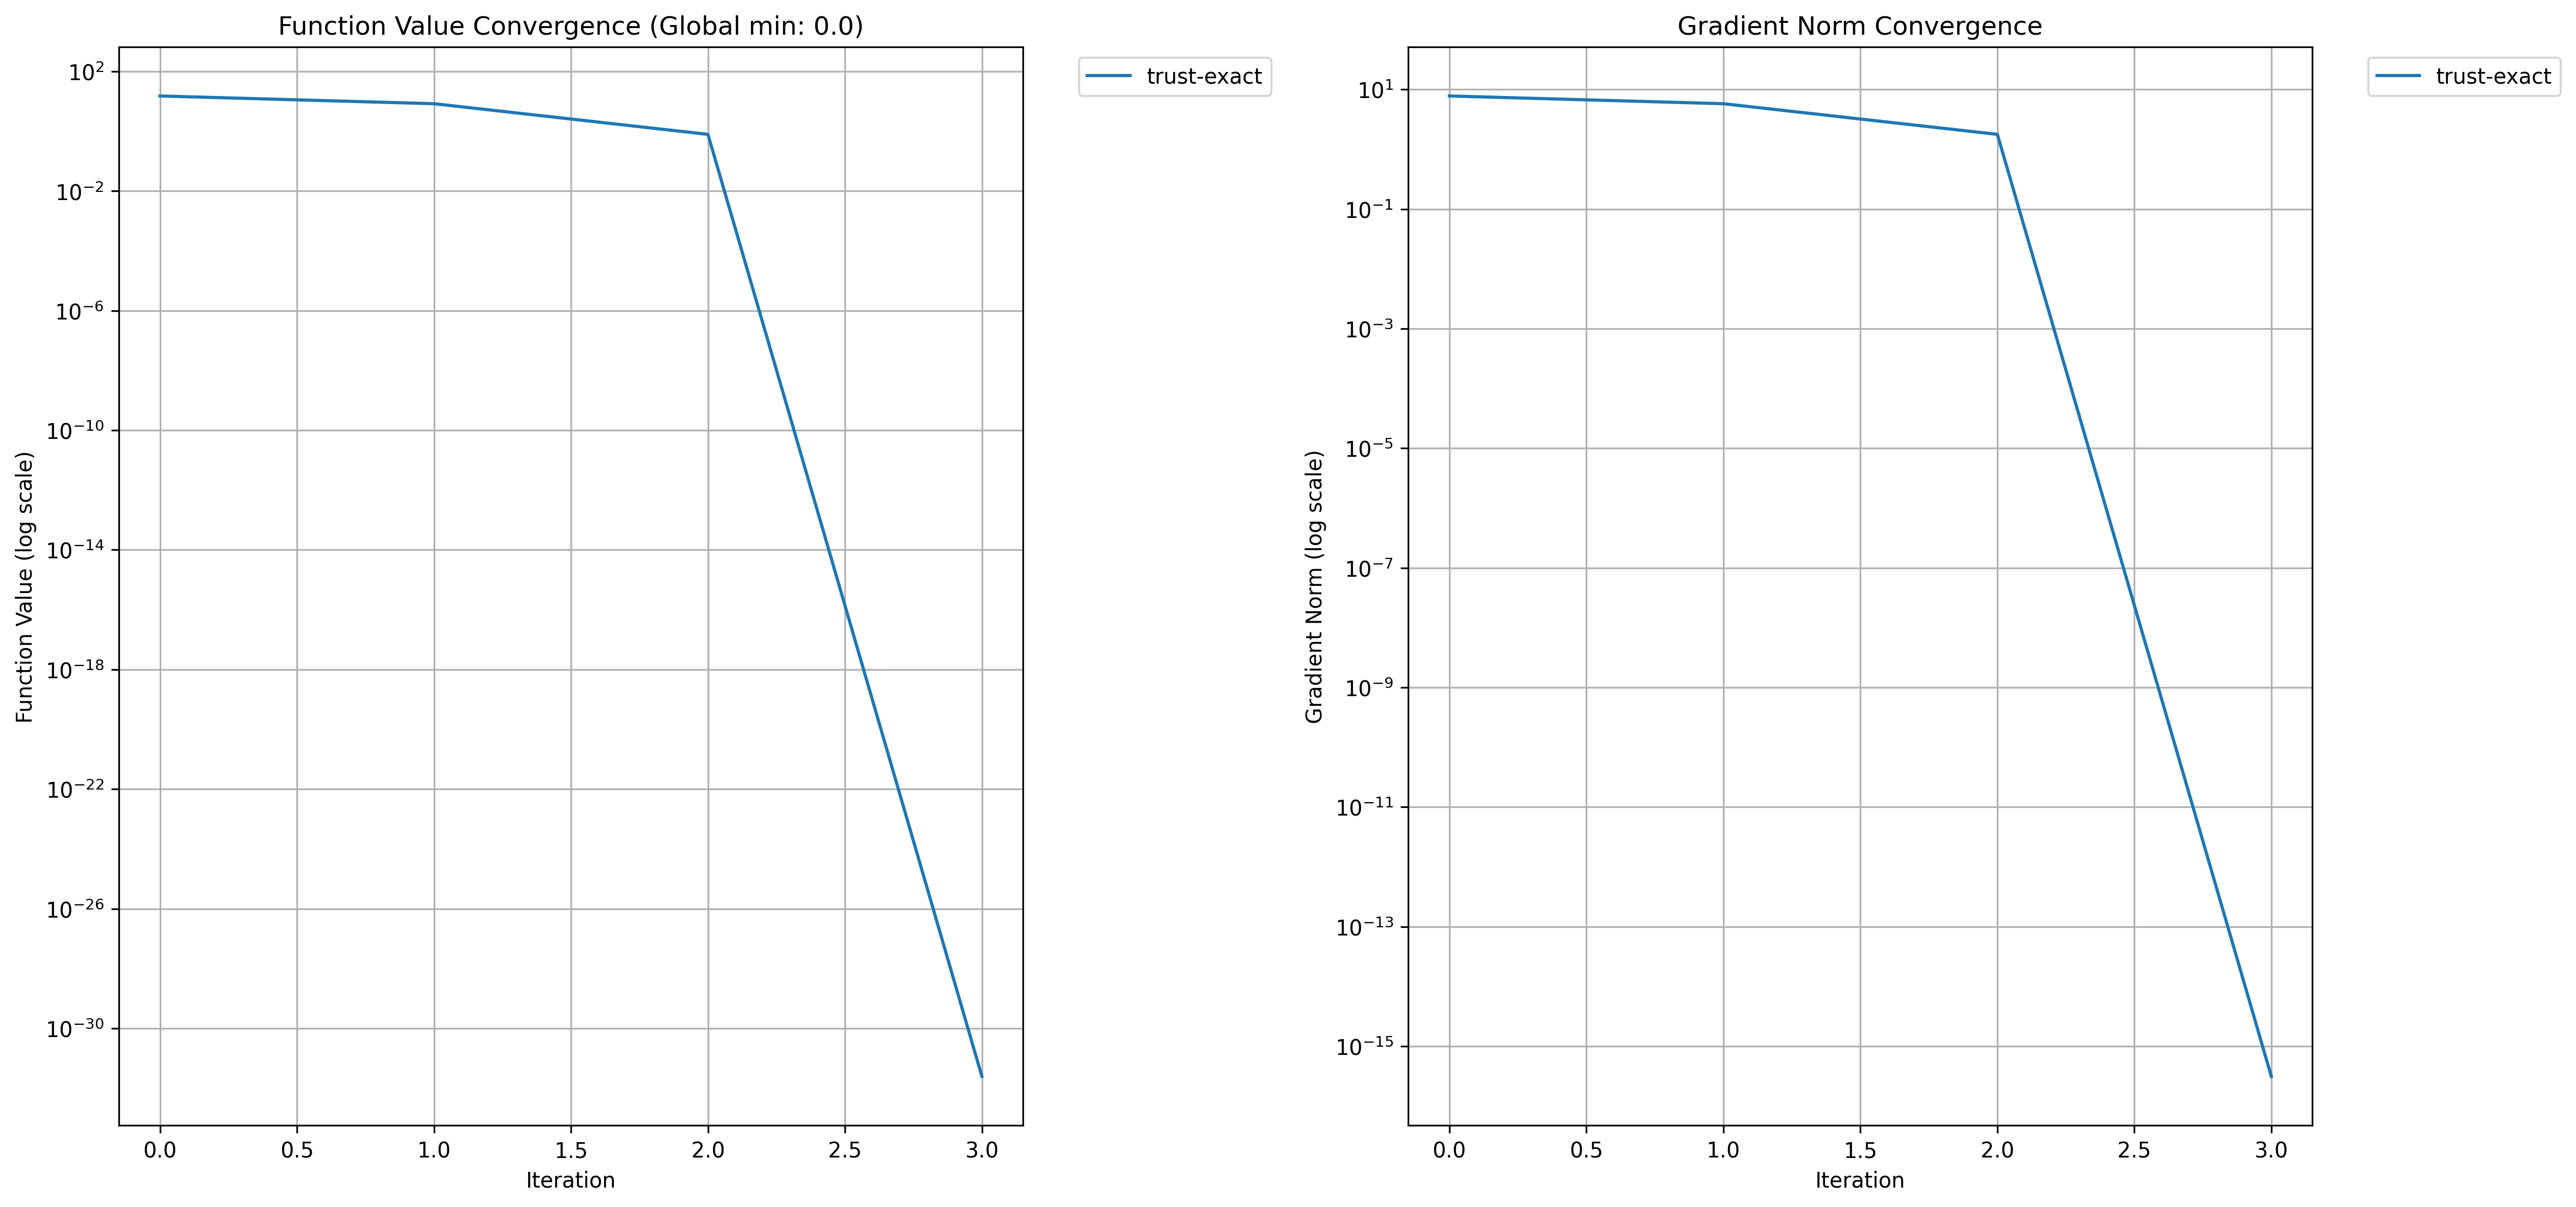 Function Value Convergence (Global min: 0.0)
Function Value (log scale)
10²
10⁻²
10⁻⁶
10⁻¹⁰
10⁻¹⁴
10⁻¹⁸
10⁻²²
10⁻²⁶
10⁻³⁰
0.0 0.5 1.0 1.5 2.0 2.5 3.0
Iteration
trust-exact
Gradient Norm Convergence
Gradient Norm (log scale)
10¹
10⁻¹
10⁻³
10⁻⁵
10⁻⁷
10⁻⁹
10⁻¹¹
10⁻¹³
10⁻¹⁵
0.0 0.5 1.0 1.5 2.0 2.5 3.0
Iteration
trust-exact